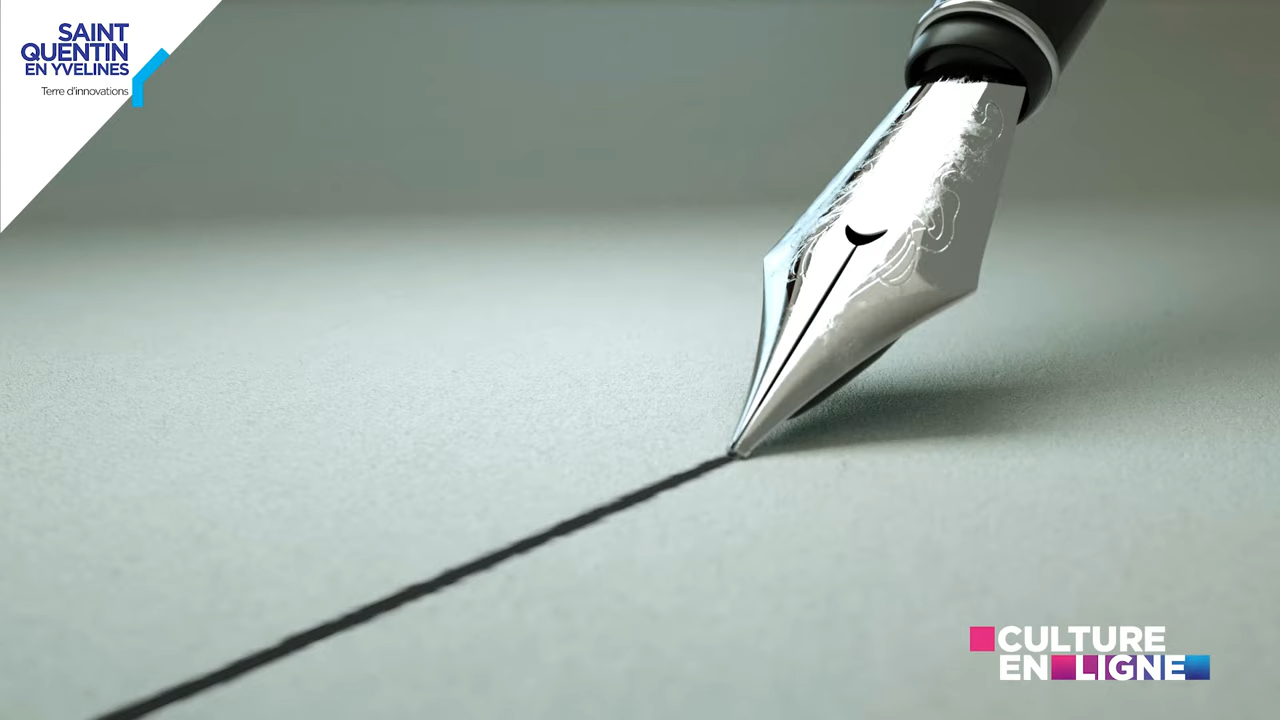 SAINT
QUENTIN
EN YVELINES
Terre d'innovations
CULTURE
EN LIGNE